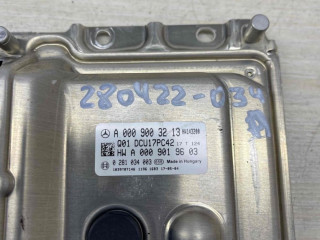 280422-03
A 000 900 32 13
Q01 DCU17PC42
HW A 000 901 96 03
0 281 034 003
Made in Hungary